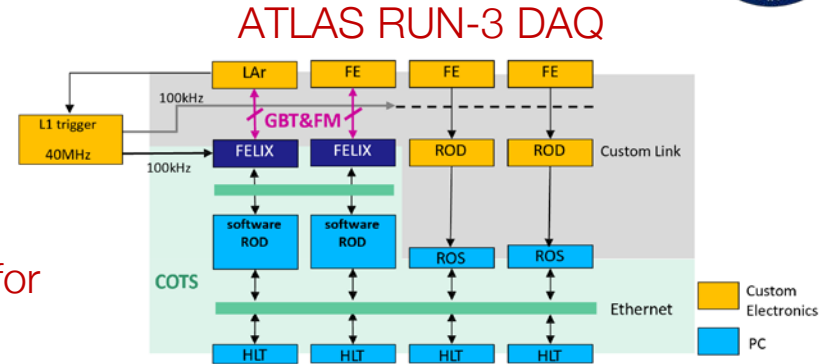 ATLAS RUN-3 DAQ
LAr
FE
FE
FE
100kHz
L1 trigger
40MHz
GBT&FM
100kHz
FELIX
FELIX
ROD
ROD
Custom Link
software
ROD
software
ROD
for
COTS
ROS
ROS
Ethernet
Custom
Electronics
PC
HLT
HLT
HLT
HLT